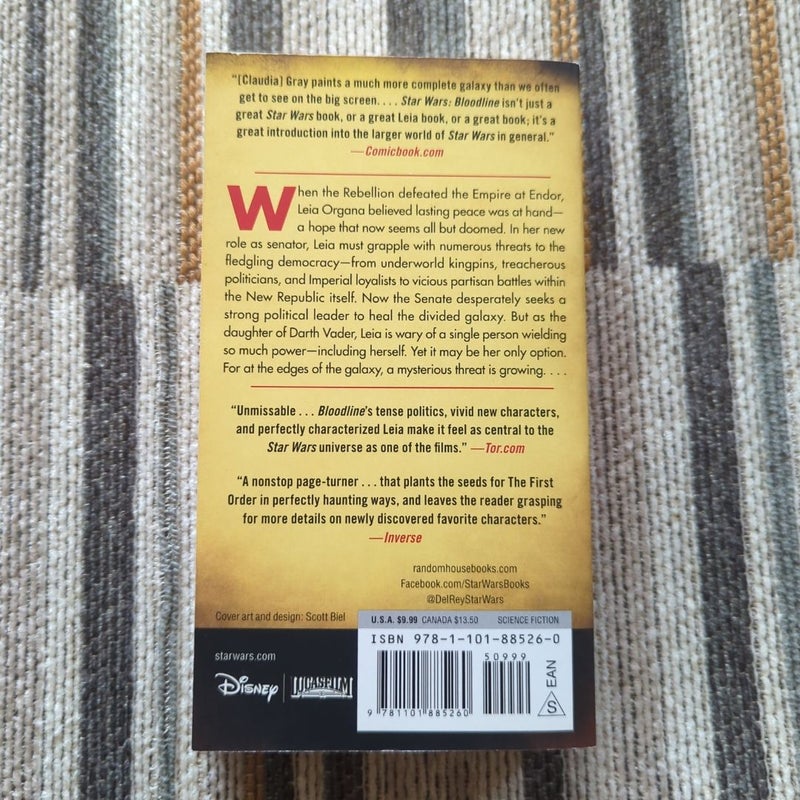 "[Claudia] Gray paints a much more complete galaxy than we often
get to see on the big screen. . . . Star Wars: Bloodline isn't just a
great Star Wars book, or a great Leia book, or a great book; it's a
great introduction into the larger world of Star Wars in general."
—Comicbook.com
When the Rebellion defeated the Empire at Endor,
Leia Organa believed lasting peace was at hand—
a hope that now seems all but doomed. In her new
role as senator, Leia must grapple with numerous threats to the
fledgling democracy—from underworld kingpins, treacherous
politicians, and Imperial loyalists to vicious partisan battles within
the New Republic itself. Now the Senate desperately seeks a
strong political leader to heal the divided galaxy. But as the
daughter of Darth Vader, Leia is wary of a single person wielding
so much power—including herself. Yet it may be her only option.
For at the edges of the galaxy, a mysterious threat is growing. . . .
"Unmissable . . . Bloodline's tense politics, vivid new characters,
and perfectly characterized Leia make it feel as central to the
Star Wars universe as one of the films." —Tor.com
"A nonstop page-turner . . . that plants the seeds for The First
Order in perfectly haunting ways, and leaves the reader grasping
for more details on newly discovered favorite characters."
—Inverse
randomhousebooks.com
Facebook.com/StarWarsBooks
@DelReyStarWars
Cover art and design: Scott Biel
U.S.A. $9.99 CANADA $13.50 SCIENCE FICTION
ISBN 978-1-101-88526-0
50999
9 781101 885260
S EAN
starwars.com
Disney | LUCASFILM